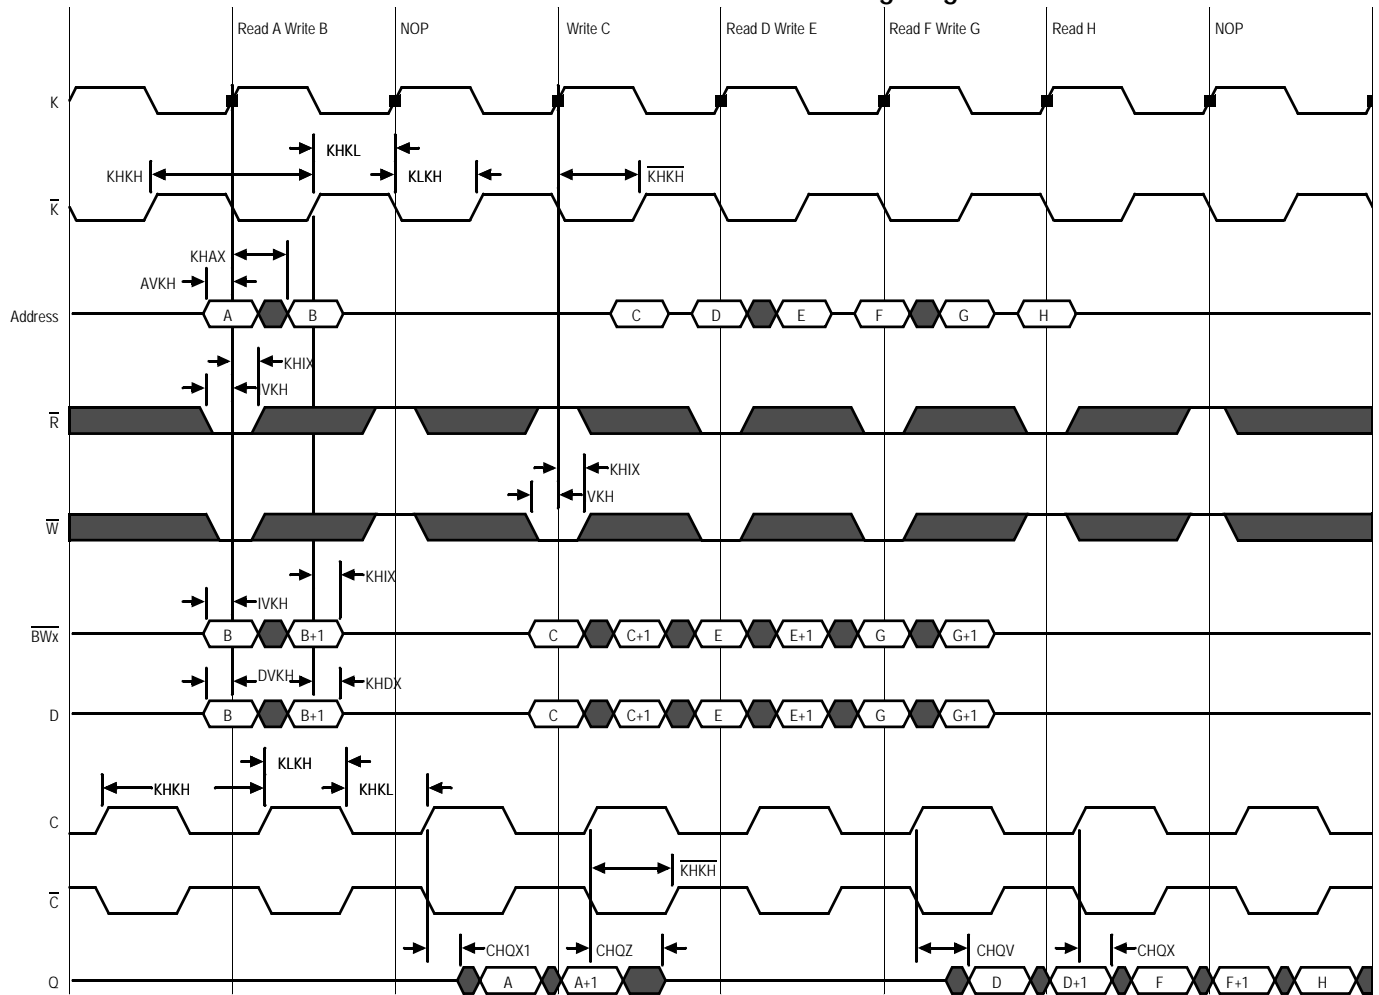 Read A Write B NOP Write C Read D Write E Read F Write G Read H NOP
K
KHKL
KHKH KLKH KHKH
K
KHAX
AVKH
Address A B C D E F G H
KHIX
VKH
R
KHIX
VKH
W
KHIX
IVKH
BWx B B+1 C C+1 E E+1 G G+1
DVKH KHDX
D B B+1 C C+1 E E+1 G G+1
KLKH
KHKH KHKL
C
KHKH
C
CHQX1 CHQZ CHQV CHQX
Q A A+1 D D+1 F F+1 H